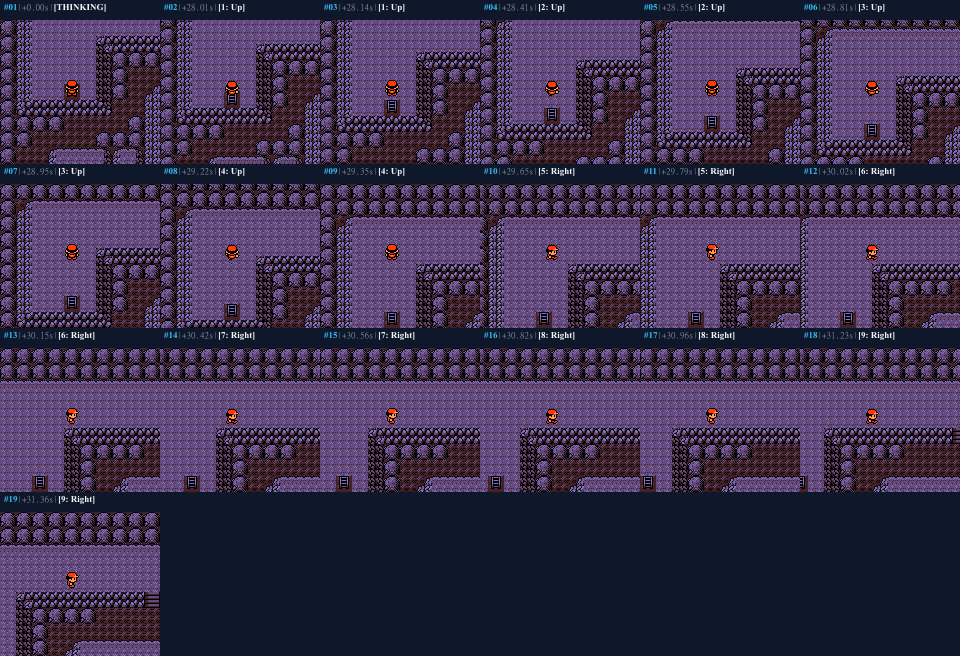 #01|+0.00s|[THINKING]
#02|+28.01s|[1: Up]
#03|+28.14s|[1: Up]
#04|+28.41s|[2: Up]
#05|+28.55s|[2: Up]
#06|+28.81s|[3: Up]
#07|+28.95s|[3: Up]
#08|+29.22s|[4: Up]
#09|+29.35s|[4: Up]
#10|+29.65s|[5: Right]
#11|+29.79s|[5: Right]
#12|+30.02s|[6: Right]
#13|+30.15s|[6: Right]
#14|+30.42s|[7: Right]
#15|+30.56s|[7: Right]
#16|+30.82s|[8: Right]
#17|+30.96s|[8: Right]
#18|+31.23s|[9: Right]
#19|+31.36s|[9: Right]